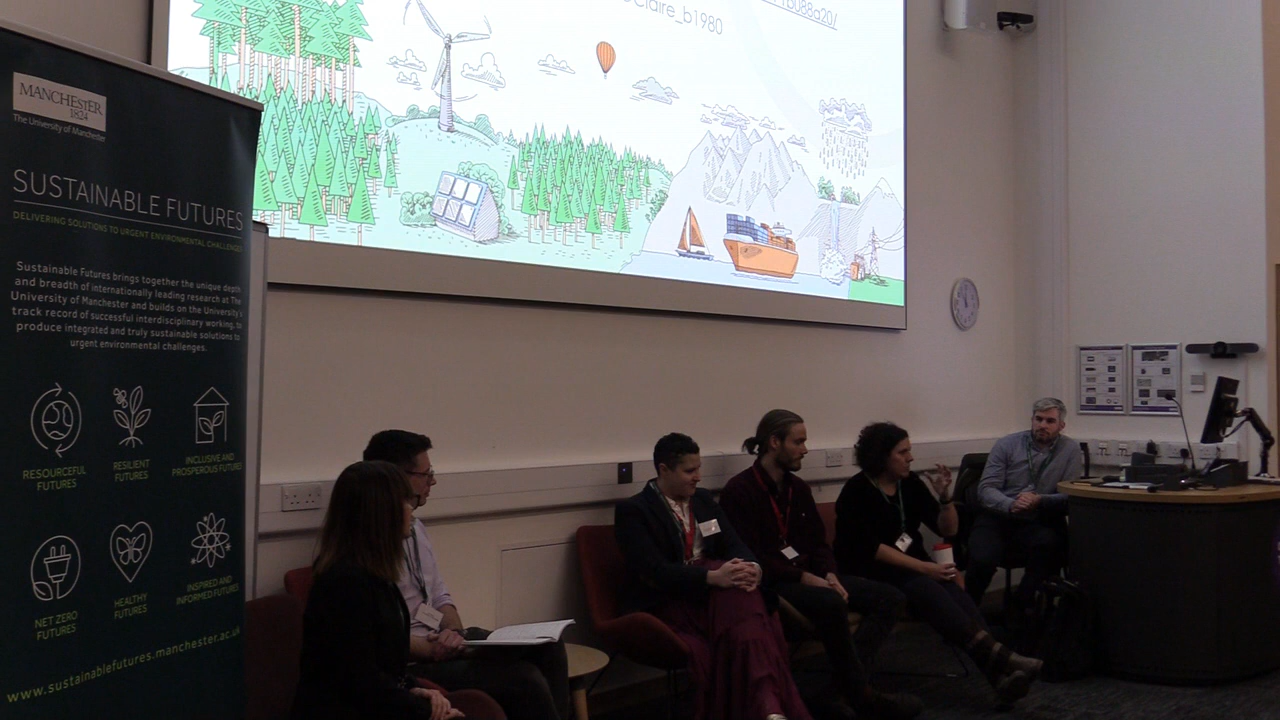 @Claire_b1980
MANCHESTER
1824
The University of Manchester
SUSTAINABLE FUTURES
DELIVERING SOLUTIONS TO URGENT ENVIRONMENTAL CHALLENGES
Sustainable Futures brings together the unique depth
and breadth of internationally leading research at The
University of Manchester and builds on the University's
track record of successful interdisciplinary working, to
produce integrated and truly sustainable solutions to
urgent environmental challenges.
RESOURCEFUL
FUTURES
RESILIENT
FUTURES
INCLUSIVE AND
PROSPEROUS FUTURES
NET ZERO
FUTURES
HEALTHY
FUTURES
INSPIRED AND
INFORMED FUTURES
www.sustainablefutures.manchester.ac.uk